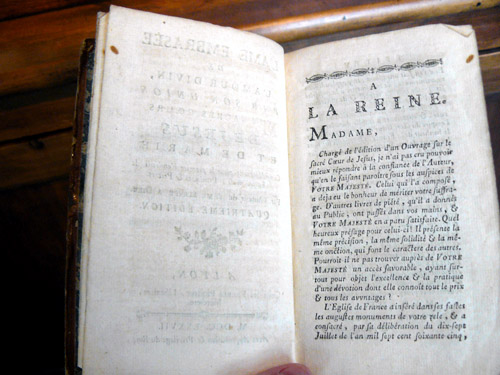 A
LA REINE.
MADAME,
Chargé de l'édition d'un Ouvrage sur le
sacré Cœur de Jesus, je n'ai pas cru pouvoir
mieux répondre à la confiance de l'Auteur,
qu'en le faisant paroître sous les auspices de
VOTRE MAJESTÉ. Celui qui l'a composé,
a déja eu le bonheur de mériter votre suffra-
ge. D'autres livres de piété, qu'il a donnés
au Public, ont passés dans vos mains, &
VOTRE MAJESTÉ en a paru satisfaite. Quel
heureux présage pour celui-ci! Il présente la
même précision, la même solidité & la mê-
me onction, qui font le caractere des autres.
Pourroit-il ne pas trouver auprès de VOTRE
MAJESTÉ un accès favorable, ayant sur-
tout pour objet l'excellence & la pratique
d'une dévotion dont elle connoît tout le prix
& tous les avantages?
L'Eglise de France a inséré dans ses fastes
les augustes monuments de votre zele, & a
consacré, par sa délibération du dix-sept
Juillet de l'an mil sept cent soixante cinq,